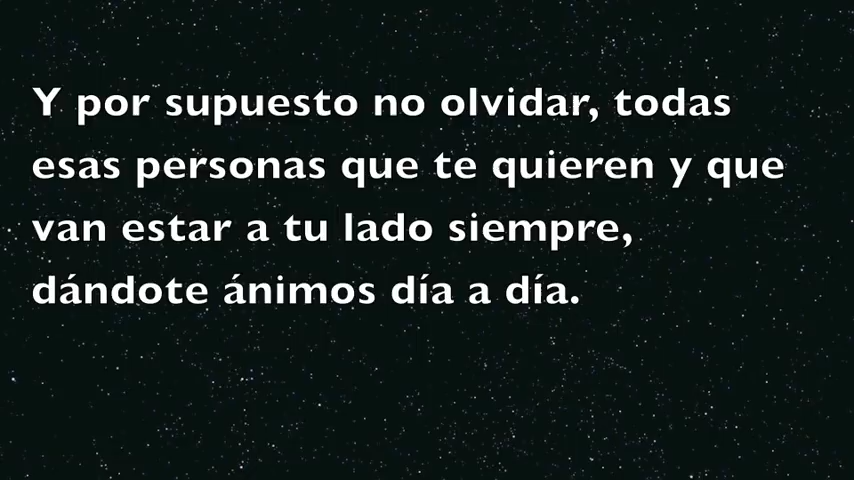 Y por supuesto no olvidar, todas
esas personas que te quieren y que
van estar a tu lado siempre,
dándote ánimos día a día.